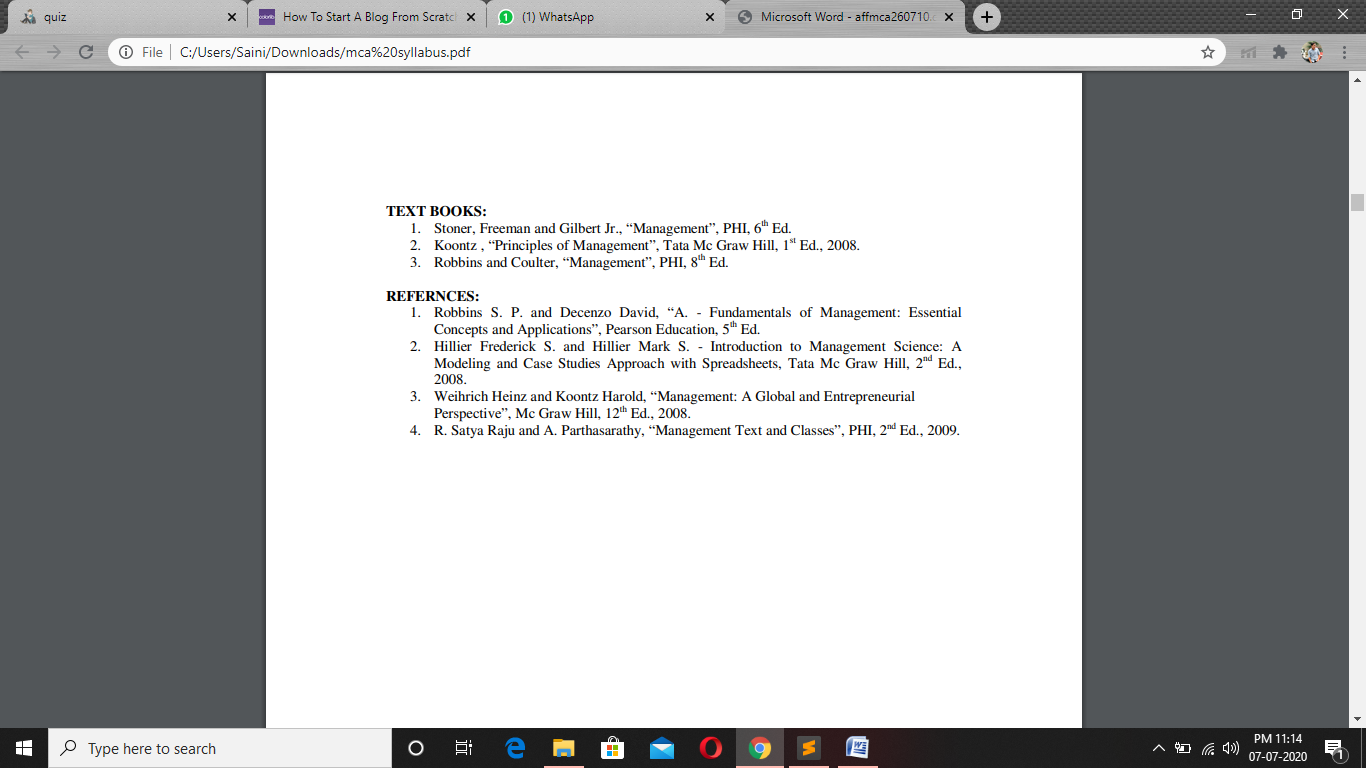 quiz
How To Start A Blog From Scratc
(1) WhatsApp
Microsoft Word - affmca260710.
File
C:/Users/Saini/Downloads/mca%20syllabus.pdf
TEXT BOOKS:
1. Stoner, Freeman and Gilbert Jr., “Management”, PHI, 6th Ed.
2. Koontz , “Principles of Management”, Tata Mc Graw Hill, 1st Ed., 2008.
3. Robbins and Coulter, “Management”, PHI, 8th Ed.
REFERNCES:
1. Robbins S. P. and Decenzo David, “A. - Fundamentals of Management: Essential
Concepts and Applications”, Pearson Education, 5th Ed.
2. Hillier Frederick S. and Hillier Mark S. - Introduction to Management Science: A
Modeling and Case Studies Approach with Spreadsheets, Tata Mc Graw Hill, 2nd Ed.,
2008.
3. Weihrich Heinz and Koontz Harold, “Management: A Global and Entrepreneurial
Perspective”, Mc Graw Hill, 12th Ed., 2008.
4. R. Satya Raju and A. Parthasarathy, “Management Text and Classes”, PHI, 2nd Ed., 2009.
Type here to search
PM 11:14
07-07-2020
1